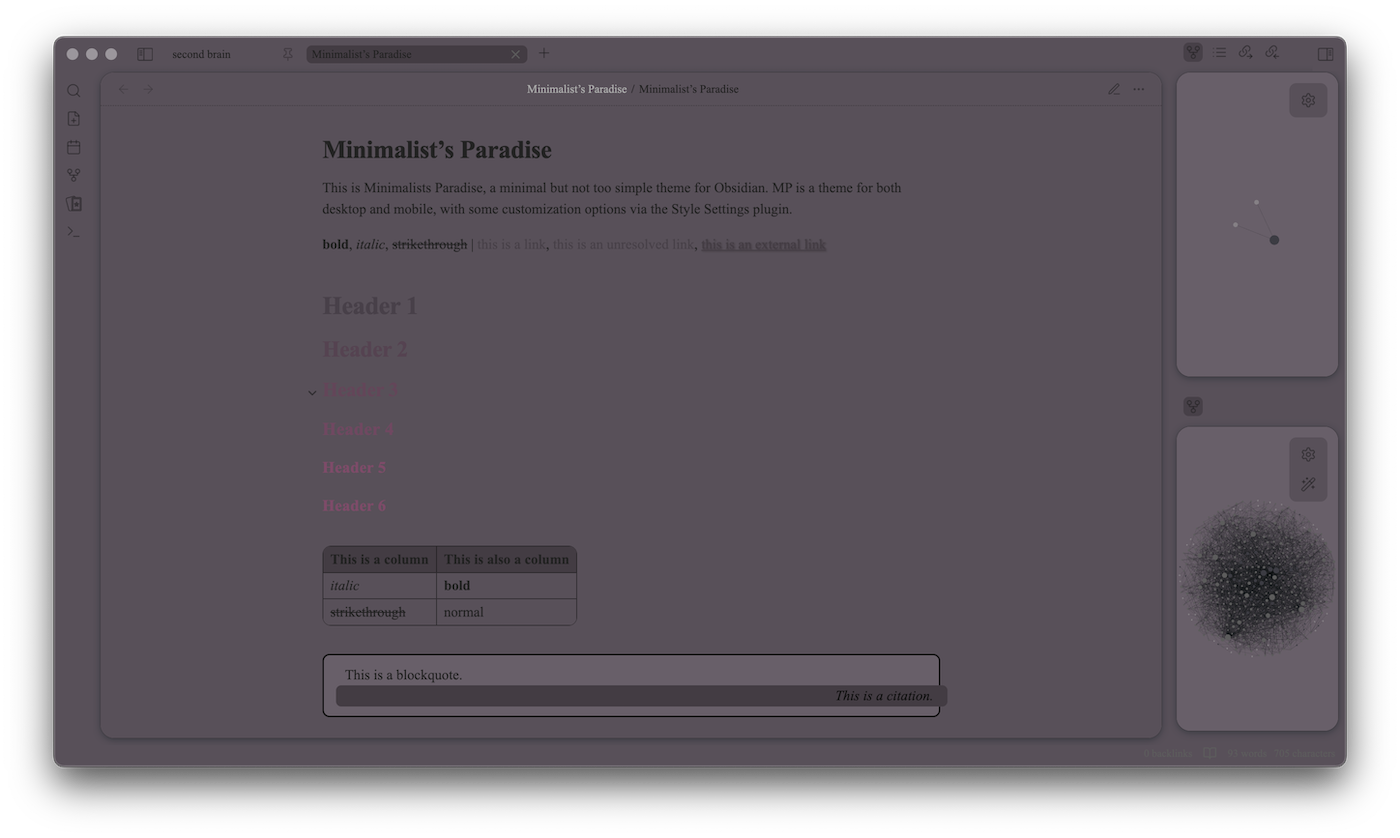 second brain
Minimalist’s Paradise
Minimalist’s Paradise / Minimalist’s Paradise
Minimalist’s Paradise
This is Minimalists Paradise, a minimal but not too simple theme for Obsidian. MP is a theme for both
desktop and mobile, with some customization options via the Style Settings plugin.
bold, italic, strikethrough | this is a link, this is an unresolved link, this is an external link
Header 1
Header 2
Header 3
Header 4
Header 5
Header 6
This is a column This is also a column
italic bold
strikethrough normal
This is a blockquote.
This is a citation.
0 backlinks